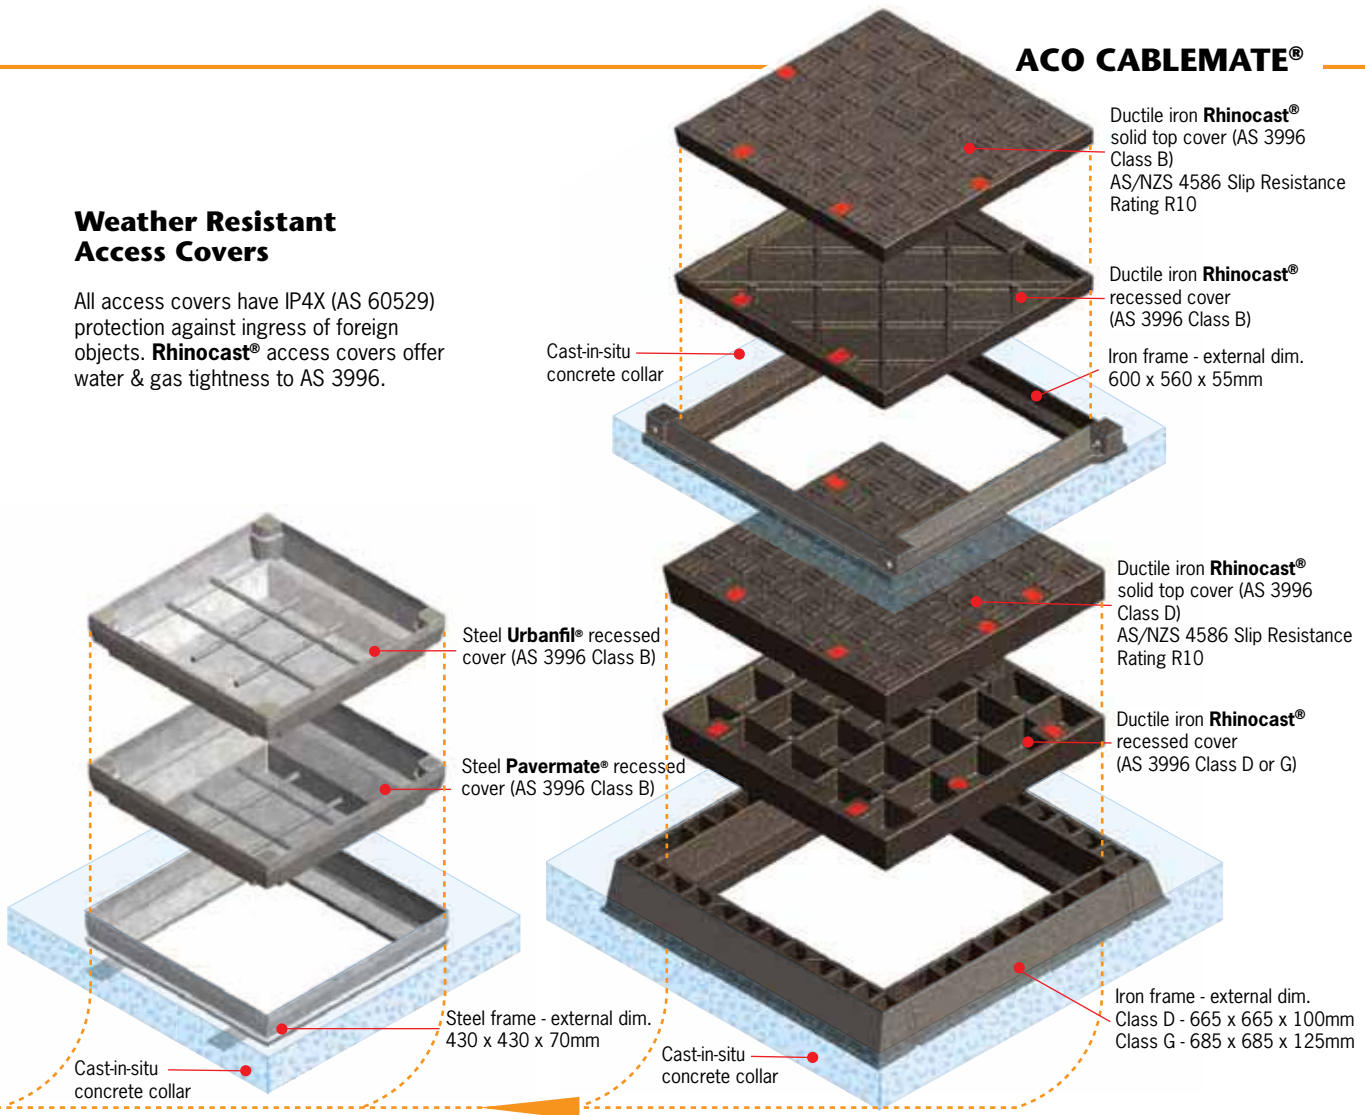 ACO CABLEMATE®
Weather Resistant
Access Covers
All access covers have IP4X (AS 60529)
protection against ingress of foreign
objects. Rhinocast® access covers offer
water & gas tightness to AS 3996.
Ductile iron Rhinocast®
solid top cover (AS 3996
Class B)
AS/NZS 4586 Slip Resistance
Rating R10
Ductile iron Rhinocast®
recessed cover
(AS 3996 Class B)
Cast-in-situ
concrete collar
Iron frame - external dim.
600 x 560 x 55mm
Ductile iron Rhinocast®
solid top cover (AS 3996
Class D)
AS/NZS 4586 Slip Resistance
Rating R10
Steel Urbanfil® recessed
cover (AS 3996 Class B)
Ductile iron Rhinocast®
recessed cover
(AS 3996 Class D or G)
Steel Pavermate® recessed
cover (AS 3996 Class B)
Steel frame - external dim.
430 x 430 x 70mm
Iron frame - external dim.
Class D - 665 x 665 x 100mm
Class G - 685 x 685 x 125mm
Cast-in-situ
concrete collar
Cast-in-situ
concrete collar